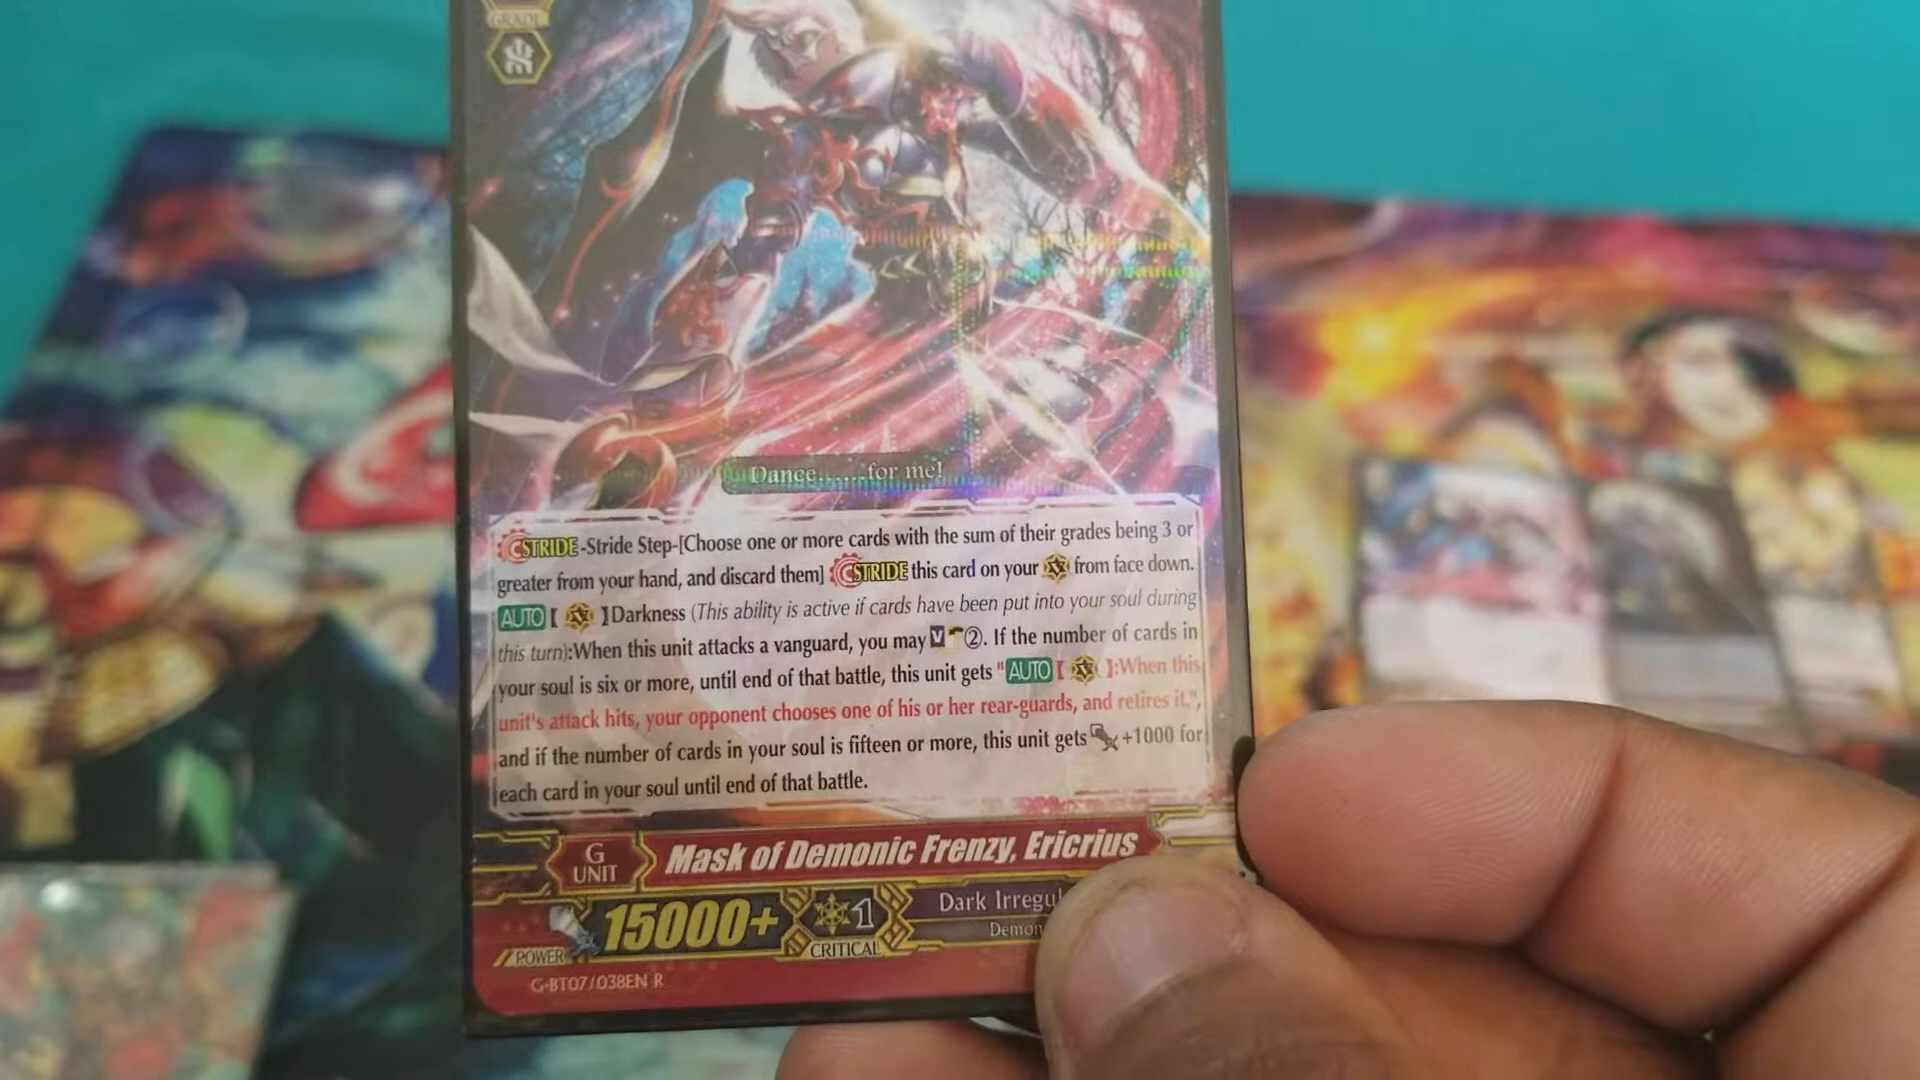 GRADE
Dance......for me!
STRIDE-Stride Step-[Choose one or more cards with the sum of their grades being 3 or
greater from your hand, and discard them] STRIDE this card on your from face down.
AUTO【 】Darkness (This ability is active if cards have been put into your soul during
this turn):When this unit attacks a vanguard, you may V ②. If the number of cards in
your soul is six or more, until end of that battle, this unit gets "AUTO【 】:When this
unit's attack hits, your opponent chooses one of his or her rear-guards, and retires it.",
and if the number of cards in your soul is fifteen or more, this unit gets +1000 for
each card in your soul until end of that battle.
G UNIT
Mask of Demonic Frenzy, Ericrius
POWER 15000+ 1 CRITICAL
Dark
Demon
G-BT07/038EN R